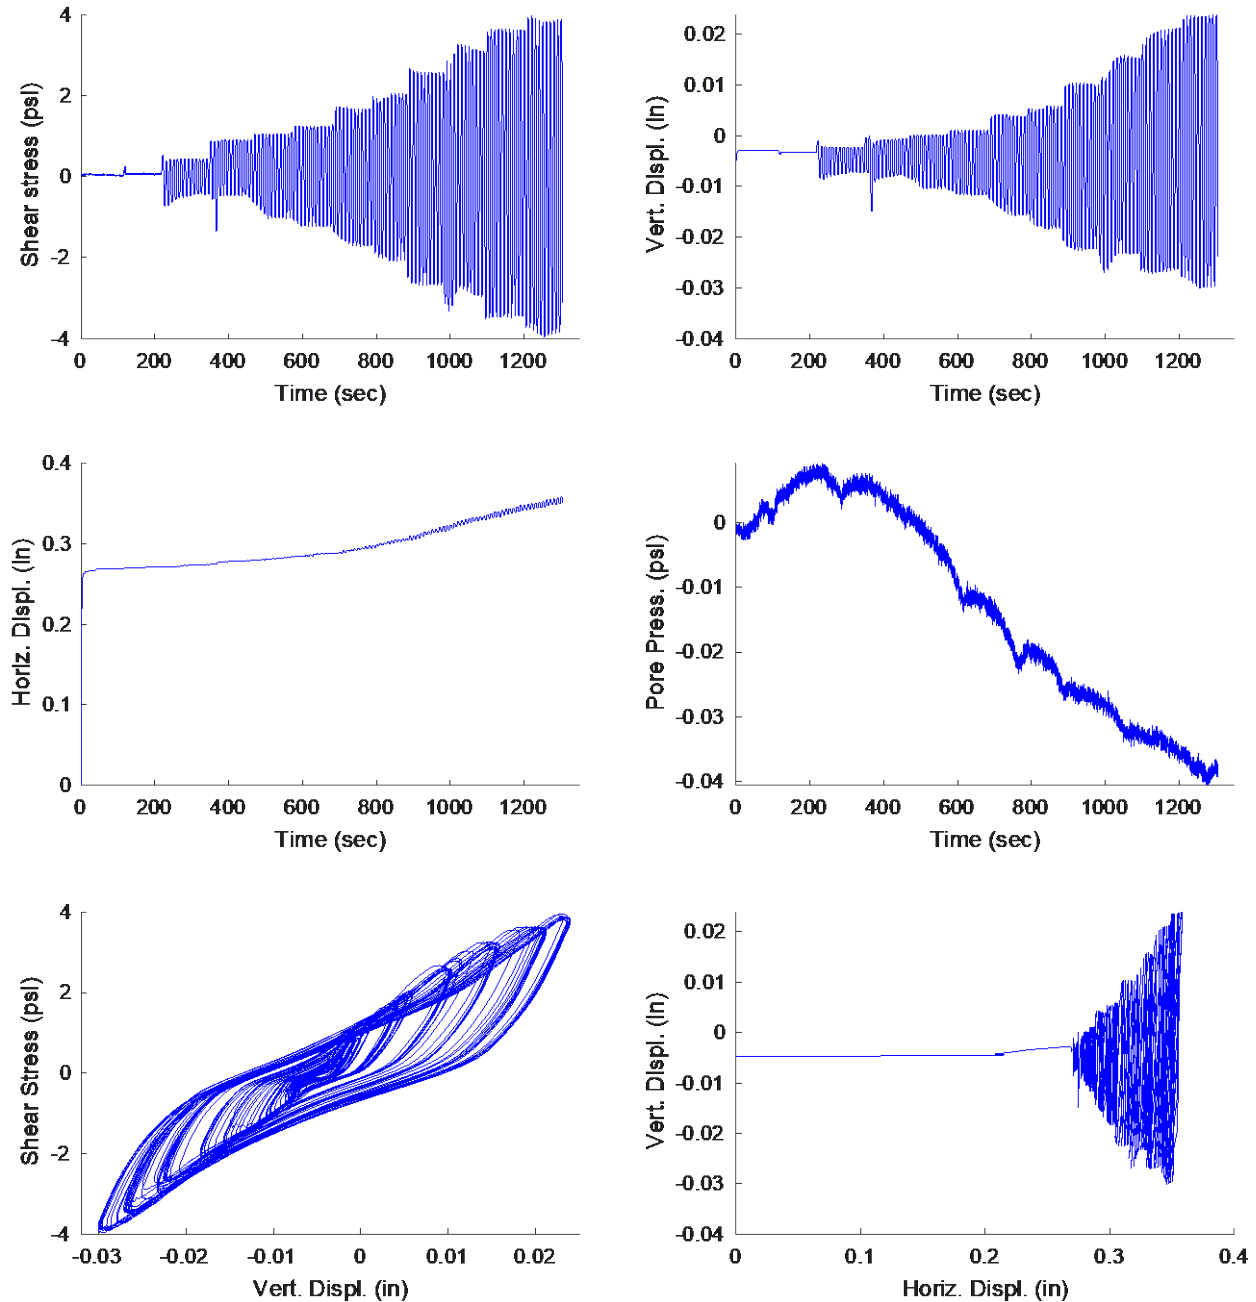 Shear stress (psi)
4
2
0
-2
-4
0 200 400 600 800 1000 1200
Time (sec)
Vert. Displ. (in)
0.02
0.01
0
-0.01
-0.02
-0.03
-0.04
0 200 400 600 800 1000 1200
Time (sec)
Horiz. Displ. (in)
0.4
0.3
0.2
0.1
0
0 200 400 600 800 1000 1200
Time (sec)
Pore Press. (psi)
0
-0.01
-0.02
-0.03
-0.04
0 200 400 600 800 1000 1200
Time (sec)
Shear Stress (psi)
4
2
0
-2
-4
-0.03 -0.02 -0.01 0 0.01 0.02
Vert. Displ. (in)
Vert. Displ. (in)
0.02
0.01
0
-0.01
-0.02
-0.03
-0.04
0 0.1 0.2 0.3 0.4
Horiz. Displ. (in)